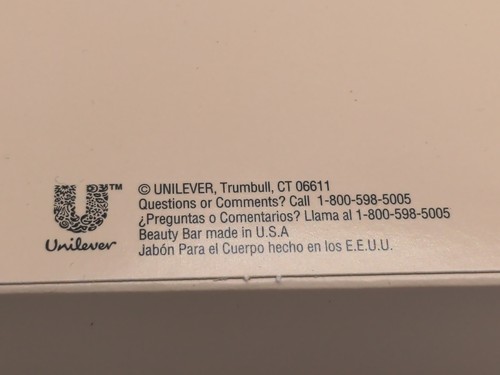 © UNILEVER, Trumbull, CT 06611
Questions or Comments? Call 1-800-598-5005
¿Preguntas o Comentarios? Llama al 1-800-598-5005
Beauty Bar made in U.S.A
Jabón Para el Cuerpo hecho en los E.E.U.U.
U™
Unilever